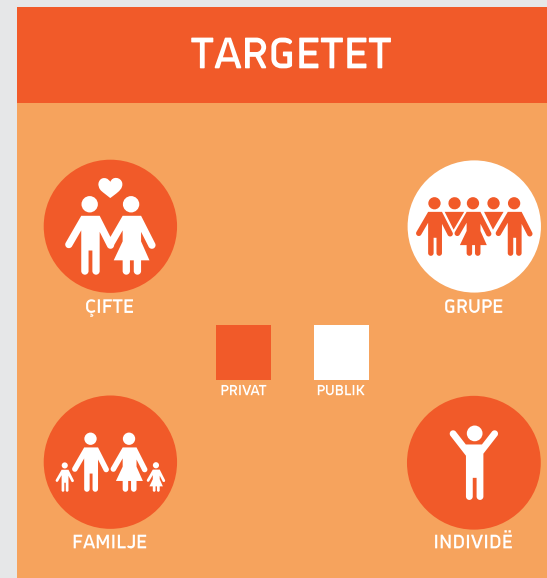 TARGETET
ÇIFTE
GRUPE
PRIVAT
PUBLIK
FAMILJE
INDIVIDË